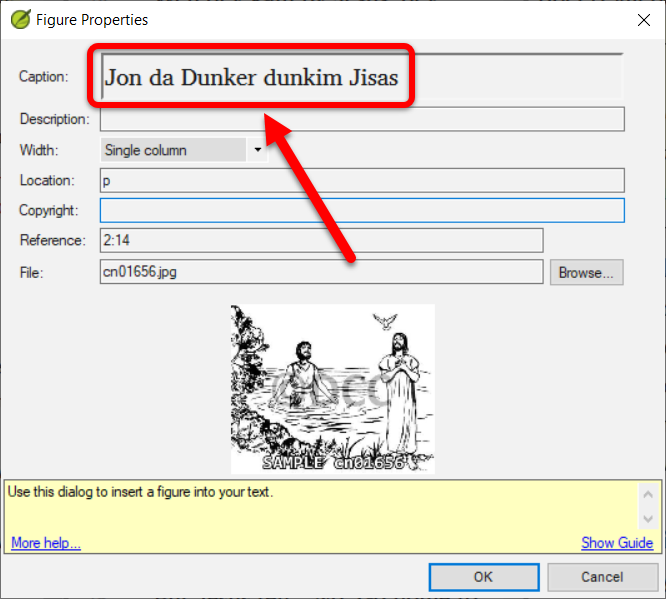 Figure Properties
Caption: Jon da Dunker dunkim Jisas
Description:
Width: Single column
Location: p
Copyright:
Reference: 2:14
File: cn01656.jpg Browse...
SAMPLE cn01656
Use this dialog to insert a figure into your text.
More help... Show Guide
OK Cancel